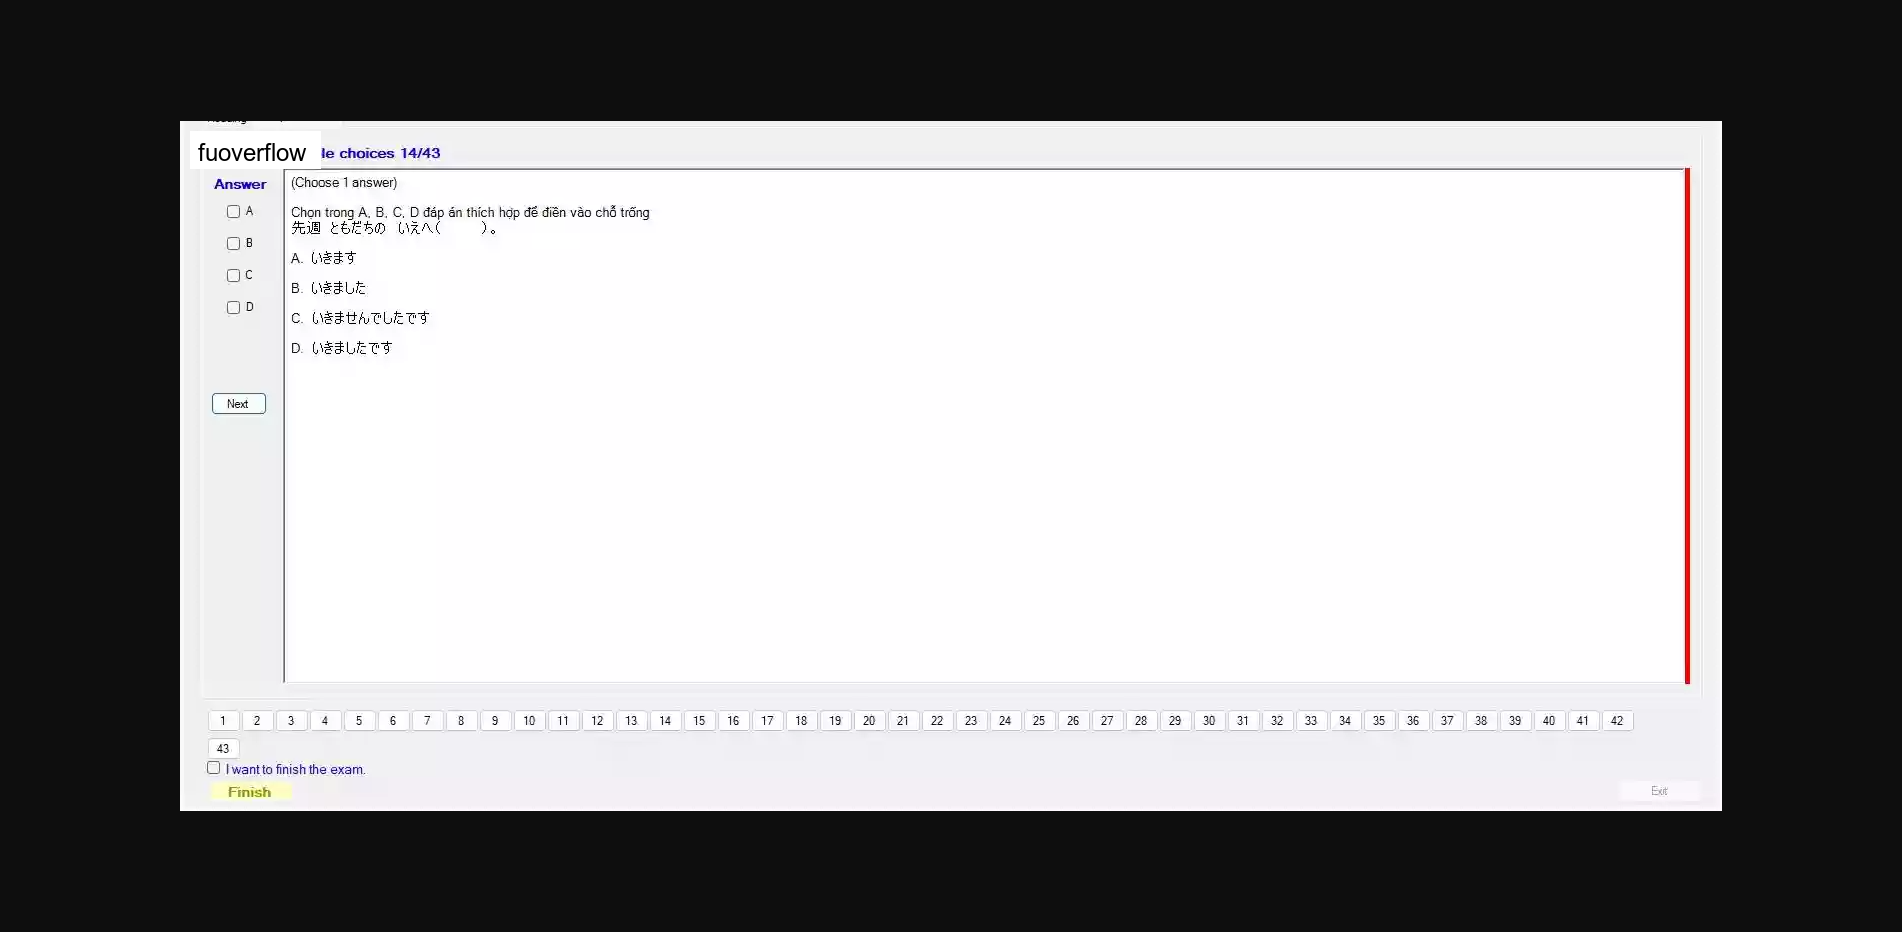 fuoverflow
le choices 14/43
Answer
(Choose 1 answer)
A
B
C
D
Chọn trong A, B, C, D đáp án thích hợp để điền vào chỗ trống
先週 ともだちの いえへ( )。
A. いきます
B. いきました
C. いきませんでしたです
D. いきましたです
Next
1 2 3 4 5 6 7 8 9 10 11 12 13 14 15 16 17 18 19 20 21 22 23 24 25 26 27 28 29 30 31 32 33 34 35 36 37 38 39 40 41 42
43
I want to finish the exam.
Finish
Exit